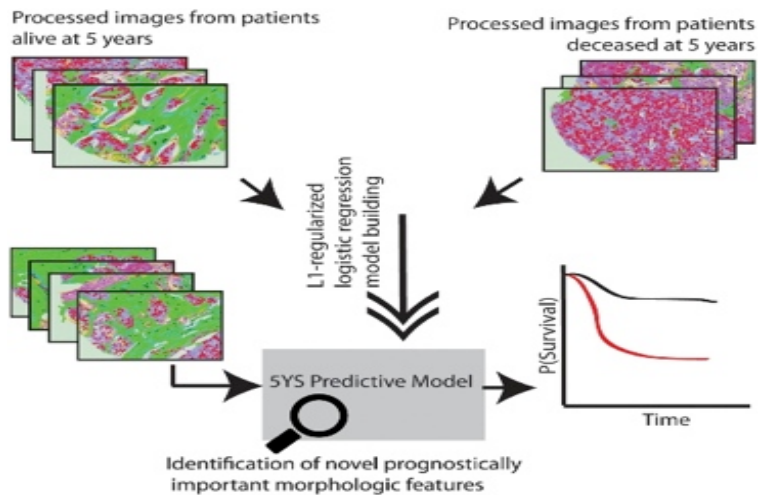 Processed images from patients
alive at 5 years
Processed images from patients
deceased at 5 years
L1-regularized
logistic regression
model building
5YS Predictive Model
P(Survival)
Time
Identification of novel prognostically
important morphologic features